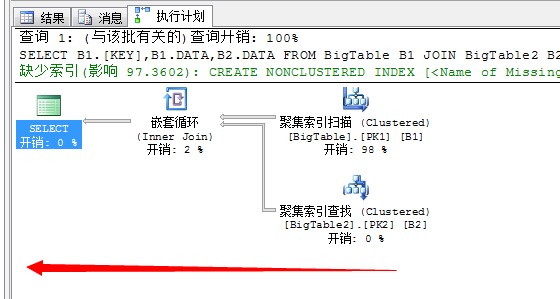 结果 消息 执行计划
查询 1: (与该批有关的)查询开销: 100%
SELECT B1.[KEY],B1.DATA,B2.DATA FROM BigTable B1 JOIN BigTable2 B2
缺少索引(影响 97.3602): CREATE NONCLUSTERED INDEX [<Name of Missing
SELECT
开销: 0 %
嵌套循环
(Inner Join)
开销: 2 %
聚集索引扫描 (Clustered)
[BigTable].[PK1] [B1]
开销: 98 %
聚集索引查找 (Clustered)
[BigTable2].[PK2] [B2]
开销: 0 %